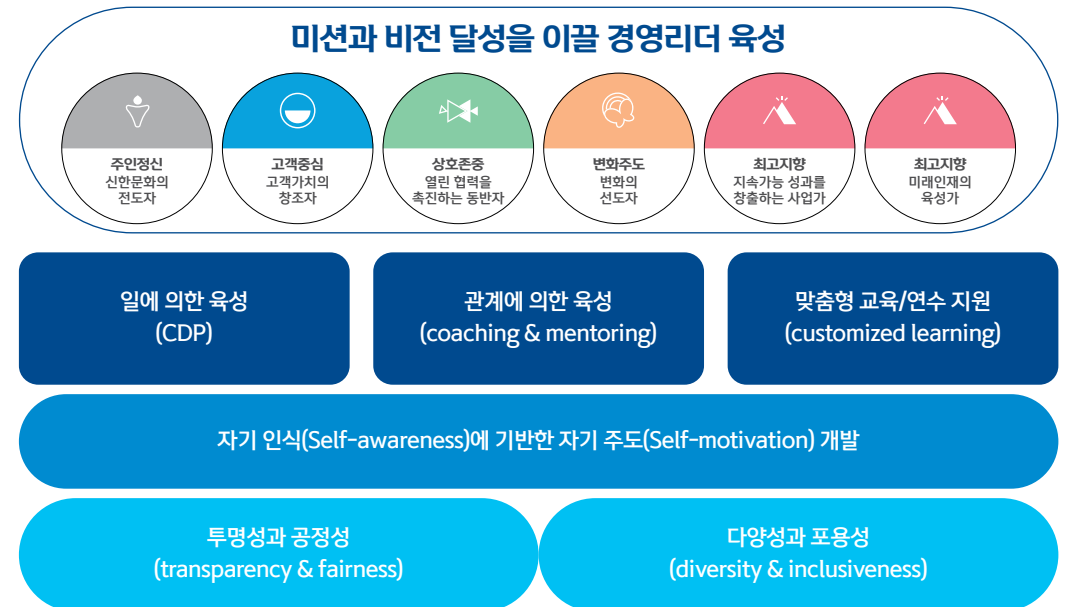 미션과 비전 달성을 이끌 경영리더 육성
주인정신
신한문화의
전도자
고객중심
고객가치의
창조자
상호존중
열린 협력을
촉진하는 동반자
변화주도
변화의
선도자
최고지향
지속가능 성과를
창출하는 사업가
최고지향
미래인재의
육성가
일에 의한 육성
(CDP)
관계에 의한 육성
(coaching & mentoring)
맞춤형 교육/연수 지원
(customized learning)
자기 인식(Self-awareness)에 기반한 자기 주도(Self-motivation) 개발
투명성과 공정성
(transparency & fairness)
다양성과 포용성
(diversity & inclusiveness)